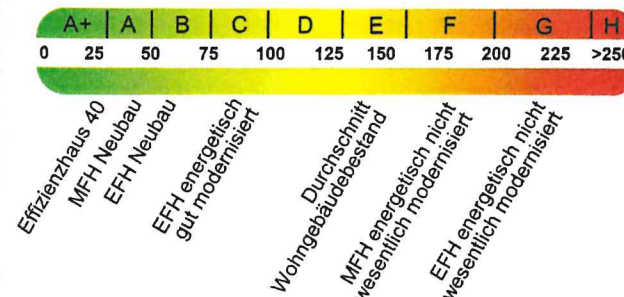 A+ A B C D E F G H
0 25 50 75 100 125 150 175 200 225 >250
Effizienzhaus 40
MFH Neubau
EFH Neubau
EFH energetisch
gut modernisiert
Durchschnitt
Wohngebäudebestand
MFH energetisch nicht
wesentlich modernisiert
EFH energetisch nicht
wesentlich modernisiert